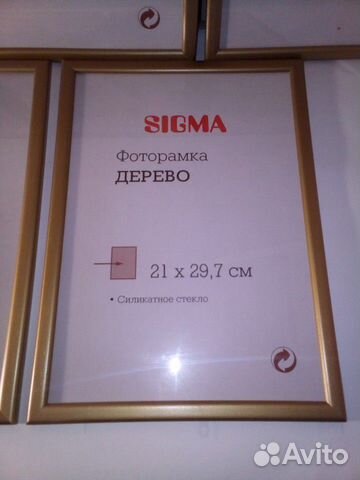 SIGMA
Фоторамка
ДЕРЕВО
21 x 29,7 см
• Силикатное стекло
Avito